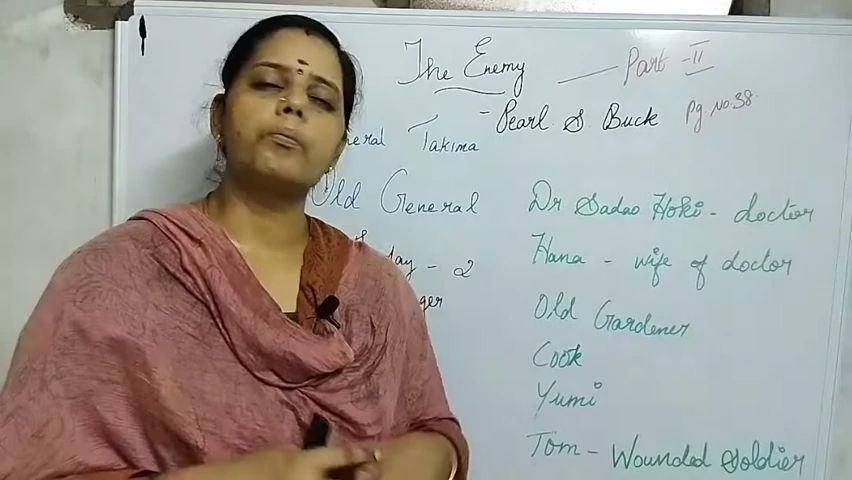 The Enemy — Part - II
- Pearl S Buck Pg. No.38
Takima
Old General
- 2
Dr Sadao Hoki - doctor
Hana - wife of doctor
Old Gardener
Cook
Yumi
Tom - Wounded Soldier